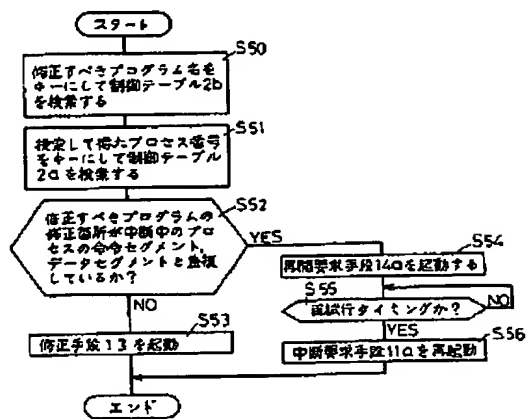 スタート
S50
修正すべきプログラム名を
キーにして制御テーブル2b
を検索する
S51
検索して得たプロセス番号
をキーにして制御テーブル
2aを検索する
S52
修正すべきプログラムの
修正箇所が中断中のプロ
セスの命令セグメント,
データセグメントと重複
しているか?
YES
S54
再開要求手段14aを起動する
S55
再試行タイミングか?
NO
YES
S56
中断要求手段11aを再起動
NO
S53
修正手段13を起動
エンド